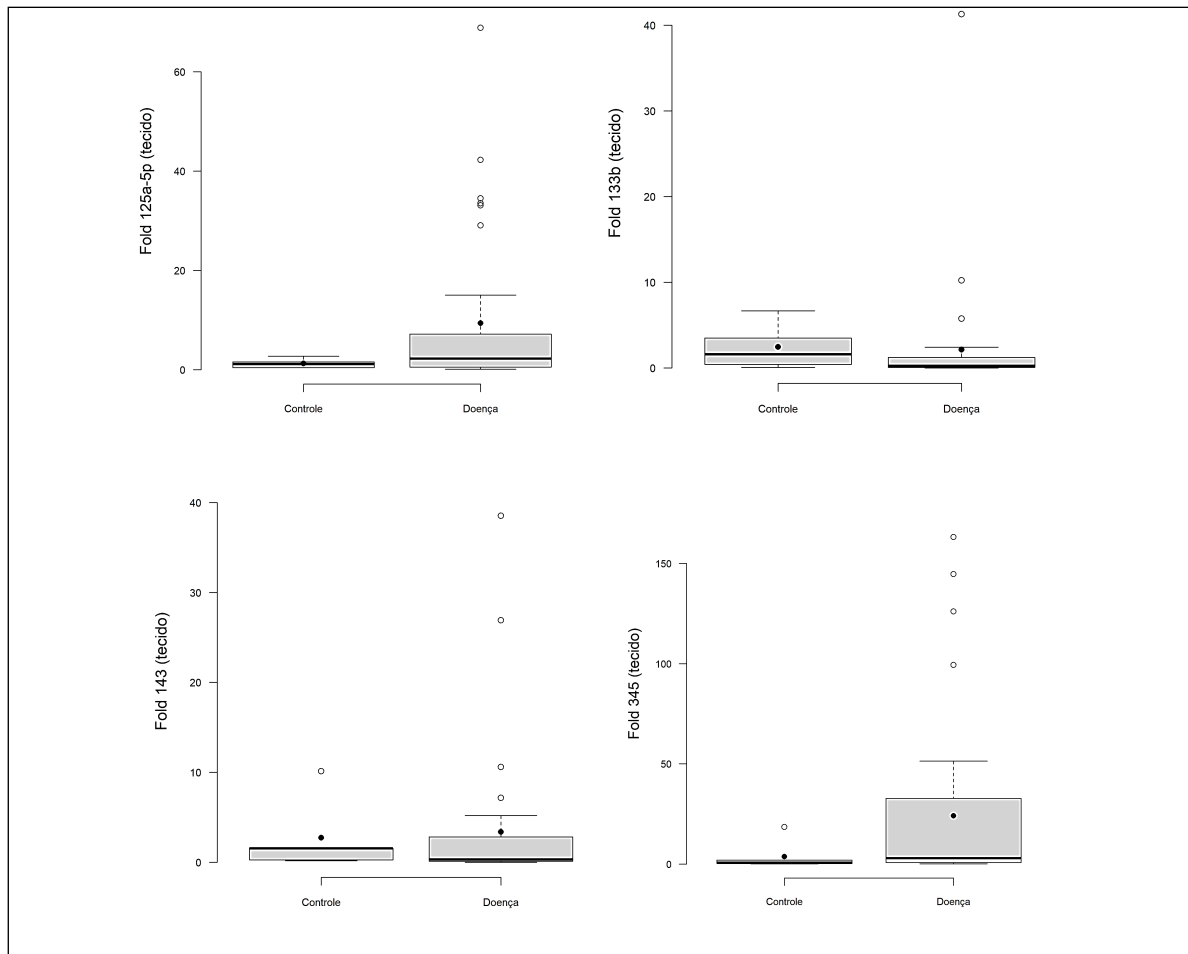 Fold 125a-5p (tecido)
60
40
20
0
Controle
Doença
Fold 133b (tecido)
40
30
20
10
0
Controle
Doença
Fold 143 (tecido)
40
30
20
10
0
Controle
Doença
Fold 345 (tecido)
150
100
50
0
Controle
Doença